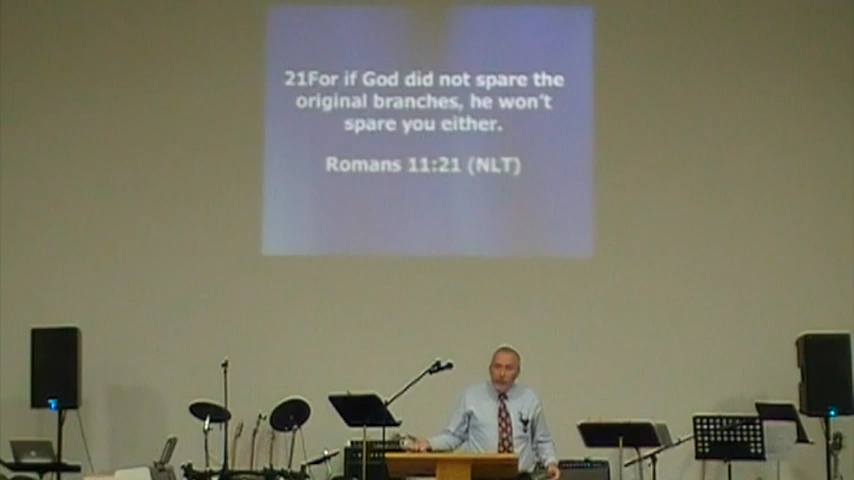 21For if God did not spare the
original branches, he won't
spare you either.
Romans 11:21 (NLT)